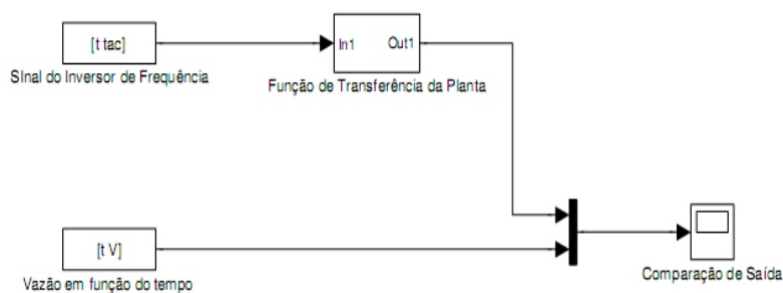 [t tac]
SInal do Inversor de Frequência
In1
Out1
Função de Transferência da Planta
[t V]
Vazão em função do tempo
Comparação de Saída